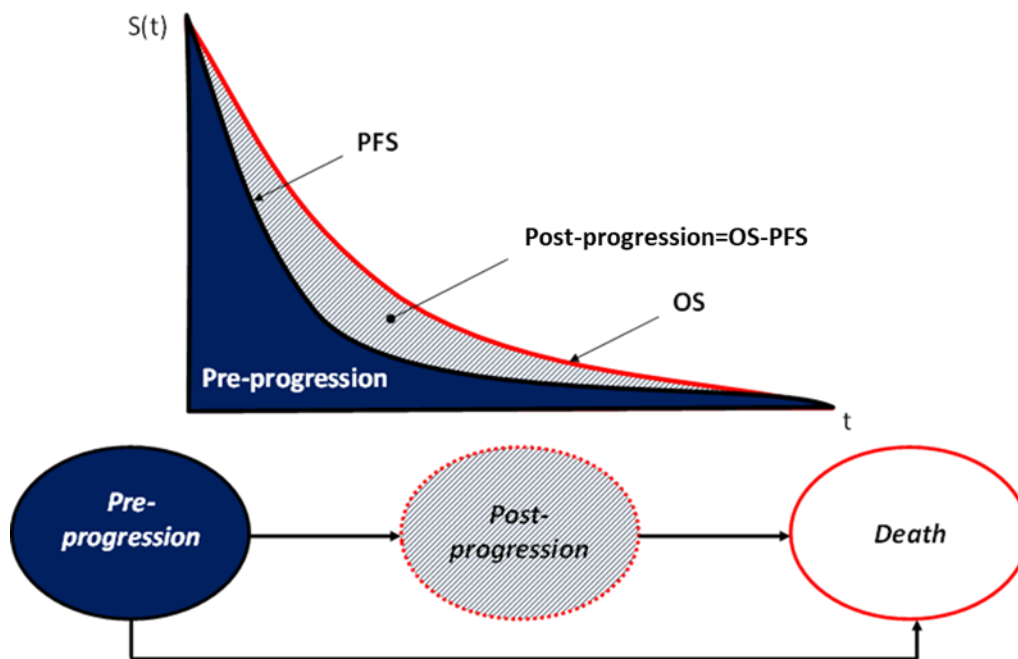 S(t)
PFS
Post-progression=OS-PFS
OS
Pre-progression
t
Pre-
progression
Post-
progression
Death